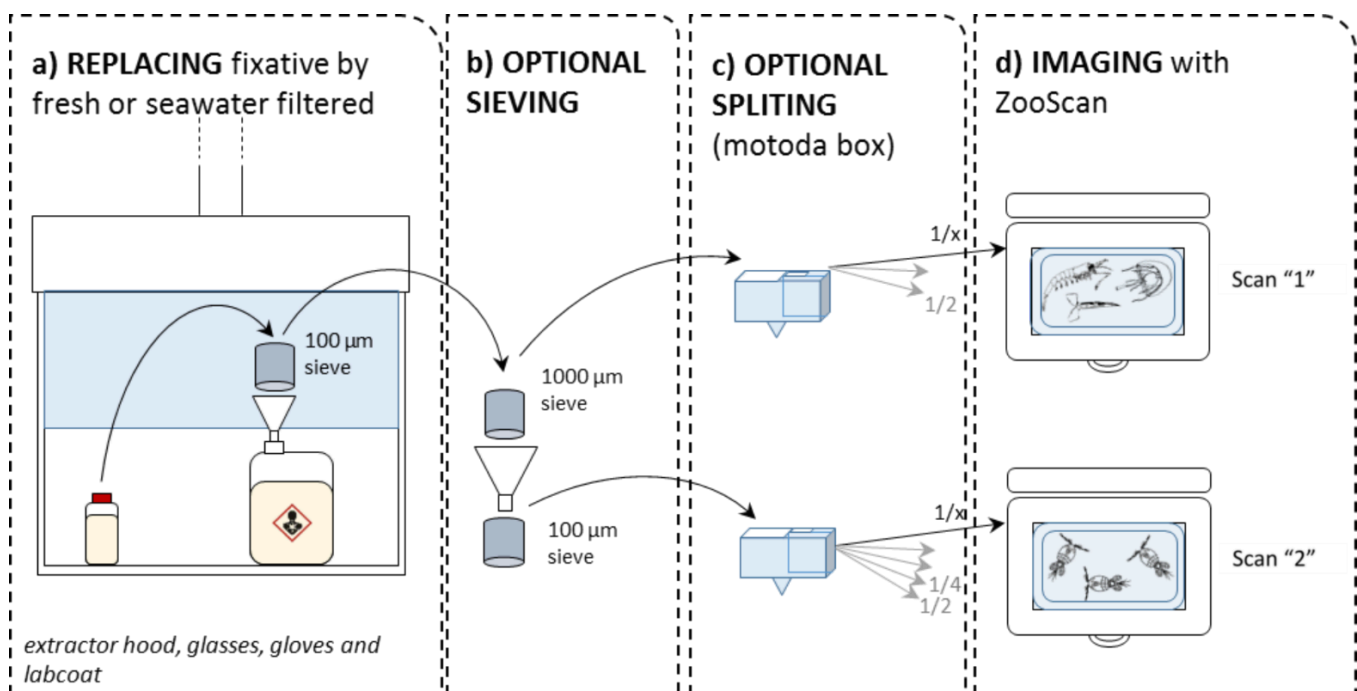 a) REPLACING fixative by
fresh or seawater filtered
100 µm
sieve
extractor hood, glasses, gloves and
labcoat
b) OPTIONAL
SIEVING
1000 µm
sieve
100 µm
sieve
c) OPTIONAL
SPLITING
(motoda box)
1/x
1/2
1/x
1/4
1/2
d) IMAGING with
ZooScan
Scan “1”
Scan “2”